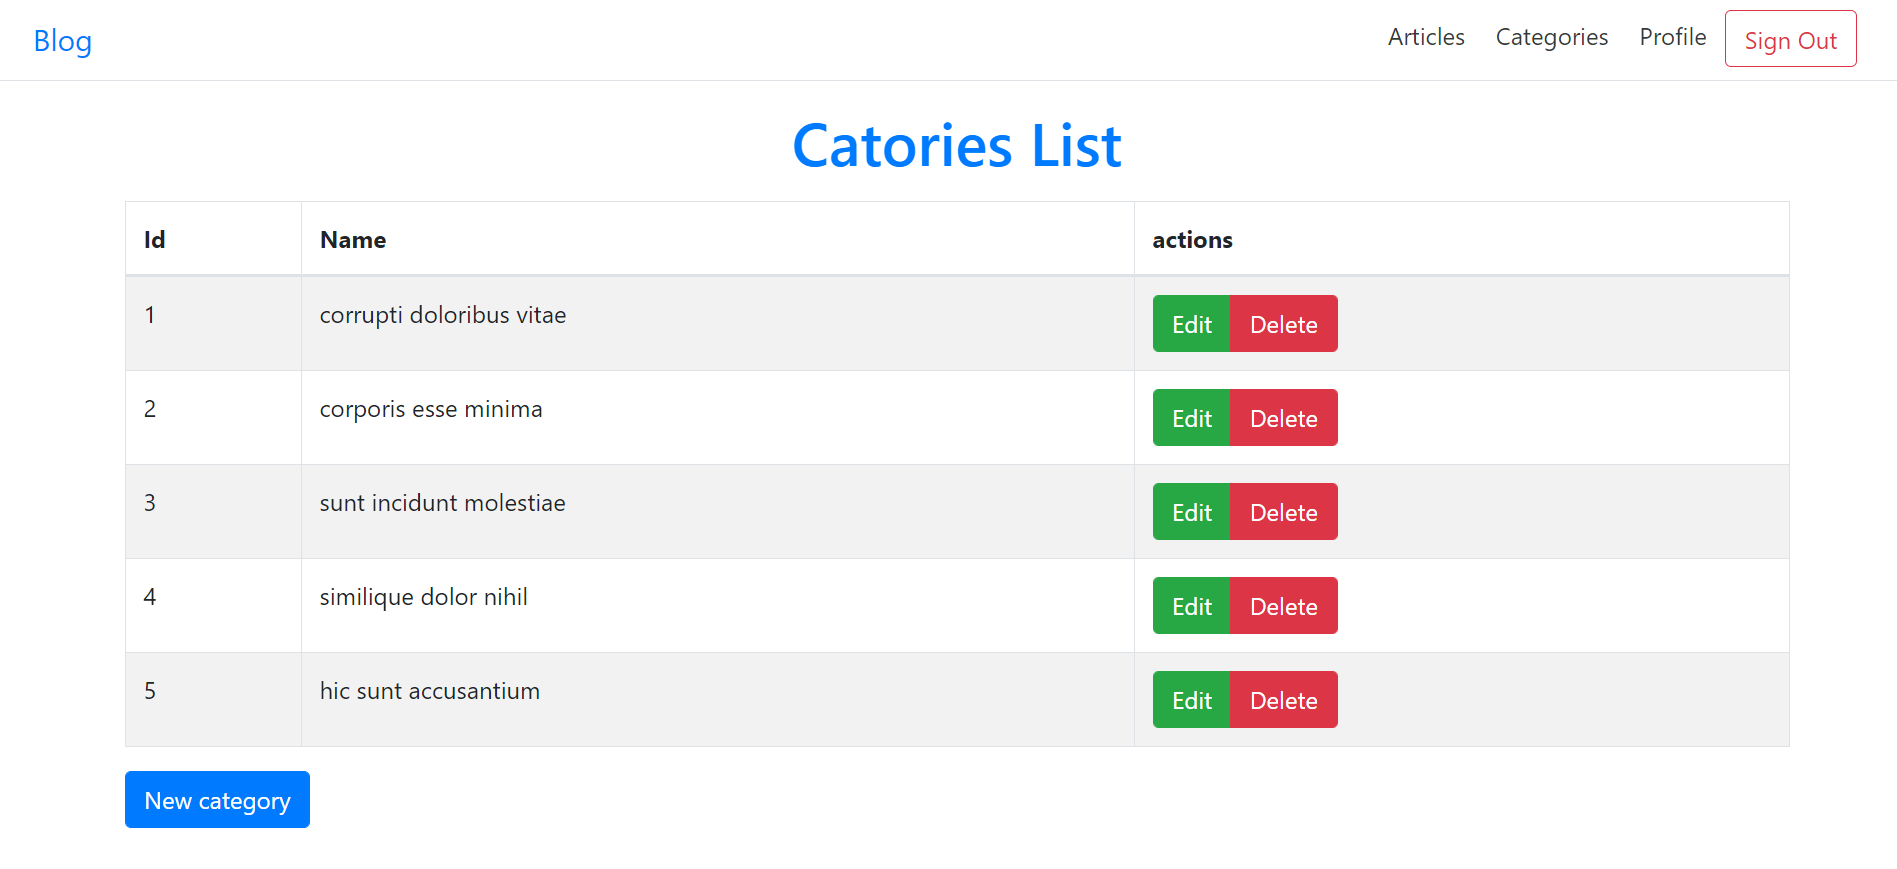 Blog Articles Categories Profile Sign Out
Catories List
Id Name actions
1 corrupti doloribus vitae Edit Delete
2 corporis esse minima Edit Delete
3 sunt incidunt molestiae Edit Delete
4 similique dolor nihil Edit Delete
5 hic sunt accusantium Edit Delete
New category